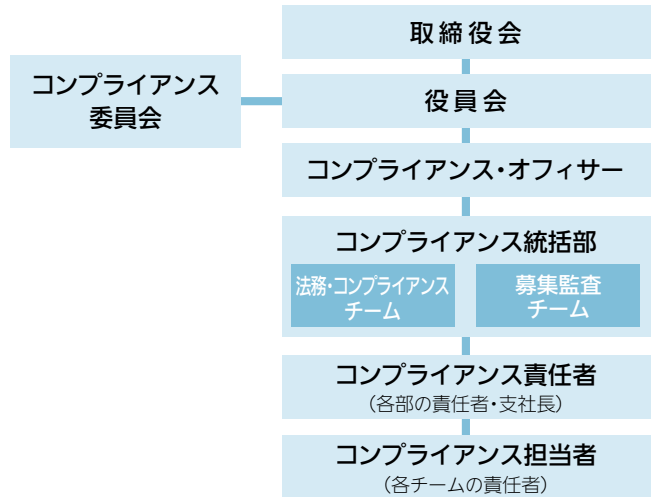 取締役会
コンプライアンス
委員会
役員会
コンプライアンス・オフィサー
コンプライアンス統括部
法務・コンプライアンス
チーム
募集監査
チーム
コンプライアンス責任者
（各部の責任者・支社長）
コンプライアンス担当者
（各チームの責任者）